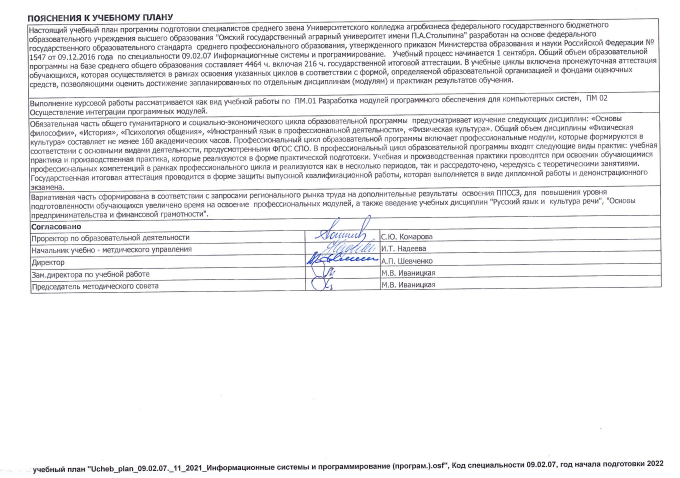 ПОЯСНЕНИЯ К УЧЕБНОМУ ПЛАНУ
Настоящий учебный план программы подготовки специалистов среднего звена Университетского колледжа агробизнеса федерального государственного бюджетного
образовательного учреждения высшего образования "Омский государственный аграрный университет имени П.А.Столыпина" разработан на основе федерального
государственного образовательного стандарта среднего профессионального образования, утвержденного приказом Министерства образования и науки Российской Федерации №
1547 от 09.12.2016 года по специальности 09.02.07 Информационные системы и программирование. Учебный процесс начинается 1 сентября. Общий объем образовательной
программы на базе среднего общего образования составляет 4464 ч. включая 216 ч. государственной итоговой аттестации. В учебные циклы включена промежуточная аттестация
обучающихся, которая осуществляется в рамках освоения указанных циклов в соответствии с формой, определяемой образовательной организацией и фондами оценочных
средств, позволяющими оценить достижение запланированных по отдельным дисциплинам (модулям) и практикам результатов обучения.
Выполнение курсовой работы рассматривается как вид учебной работы по ПМ.01 Разработка модулей программного обеспечения для компьютерных систем, ПМ 02
Осуществление интеграции программных модулей.
Обязательная часть общего гуманитарного и социально-экономического цикла образовательной программы предусматривает изучение следующих дисциплин: "Основы
философии», «История», «Психология общения», «Иностранный язык в профессиональной деятельности», «Физическая культура». Общий объем дисциплины «Физическая
культура» составляет не менее 160 академических часов. Профессиональный цикл образовательной программы включает профессиональные модули, которые формируются в
соответствии с основными видами деятельности, предусмотренными ФГОС СПО. В профессиональный цикл образовательной программы входят следующие виды практик: учебная
практика и производственная практика, которые реализуются в форме практической подготовки. Учебная и производственная практики проводятся при освоении обучающимися
профессиональных компетенций в рамках профессионального цикла и реализуются как в несколько периодов, так и рассредоточено, чередуясь с теоретическими занятиями.
Государственная итоговая аттестация проводится в форме защиты выпускной квалификационной работы, которая выполняется в виде дипломной работы и демонстрационного
экзамена.
Вариативная часть сформирована в соответствии с запросами регионального рынка труда на дополнительные результаты освоения ППССЗ, для повышения уровня
подготовленности обучающихся увеличено время на освоение профессиональных модулей, а также введение учебных дисциплин "Русский язык и культура речи", "Основы
предпринимательства и финансовой грамотности".
Согласовано
Проректор по образовательной деятельности С.Ю. Комарова
Начальник учебно - метдического управления И.Т. Надеева
Директор А.П. Шевченко
Зам.директора по учебной работе М.В. Иваницкая
Председатель методического совета М.В. Иваницкая
учебный план "Ucheb_plan_09.02.07._11_2021_Информационные системы и программирование (програм.).osf", Код специальности 09.02.07, год начала подготовки 2022